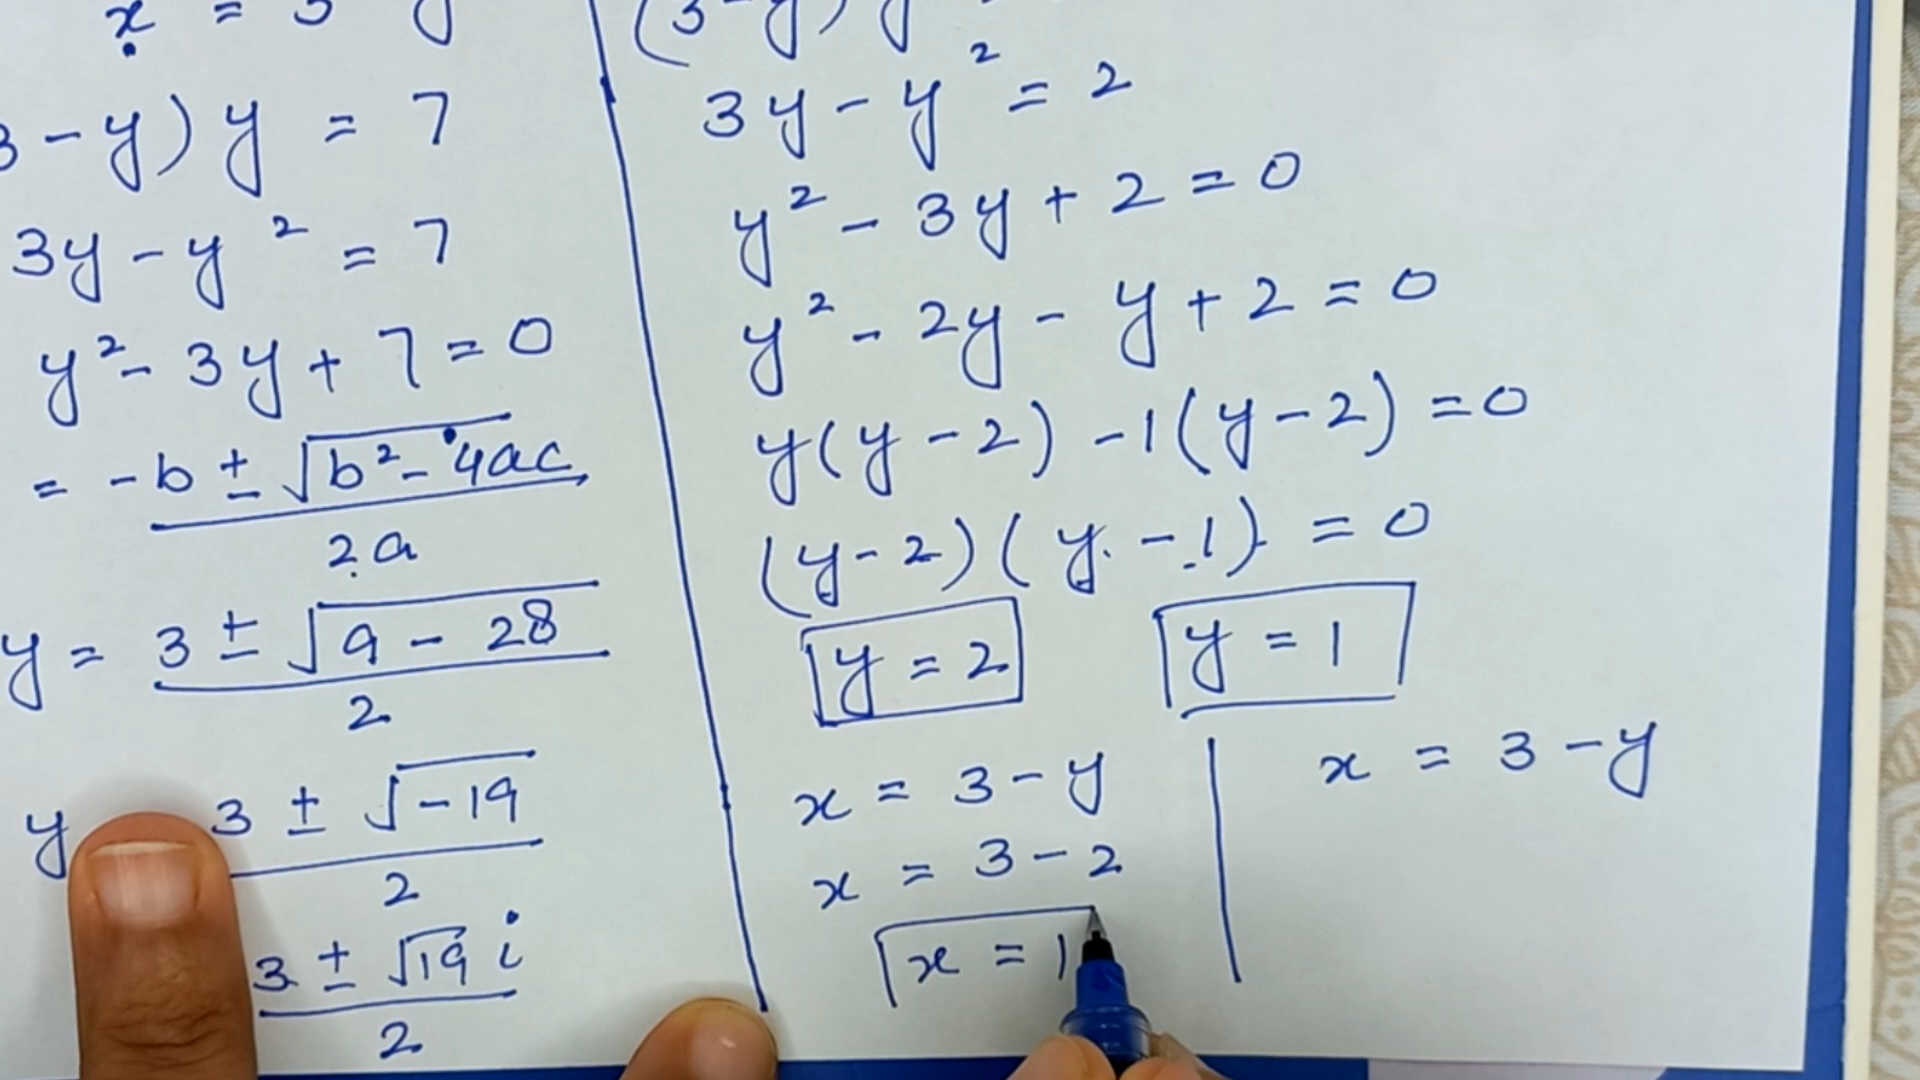 x = 3 y
3 - y) y = 7
3y - y² = 7
y² - 3y + 7 = 0
= -b ± √b² - 4ac
2a
y = 3 ± √9 - 28
2
y 3 ± √-19
2
3 ± √19 i
2
(3 - y) y
3y - y² = 2
y² - 3y + 2 = 0
y² - 2y - y + 2 = 0
y(y - 2) - 1(y - 2) = 0
(y - 2)(y - 1) = 0
y = 2 y = 1
x = 3 - y
x = 3 - 2
x = 1
x = 3 - y